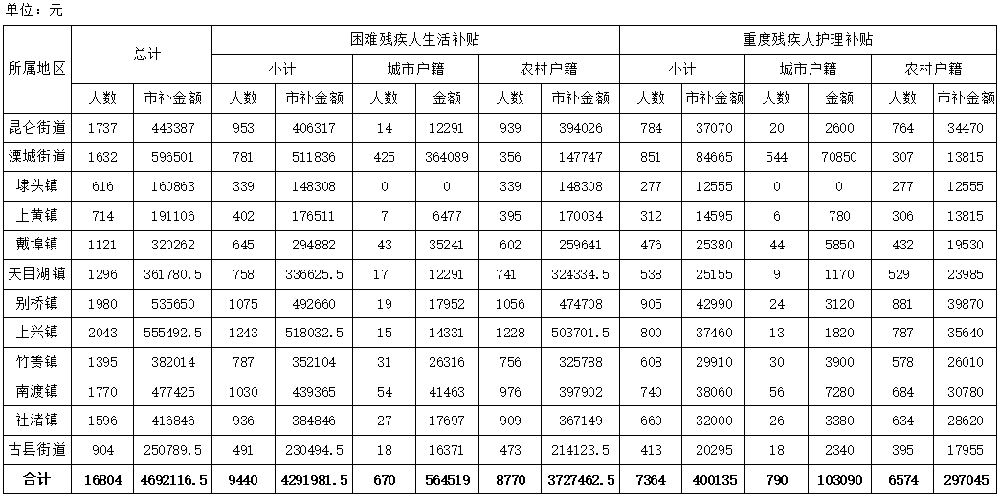 单位：元
所属地区 总计 困难残疾人生活补贴 重度残疾人护理补贴
小计 城市户籍 农村户籍 小计 城市户籍 农村户籍
人数 市补金额 人数 市补金额 人数 金额 人数 市补金额 人数 市补金额 人数 金额 人数 市补金额
昆仑街道 1737 443387 953 406317 14 12291 939 394026 784 37070 20 2600 764 34470
溧城街道 1632 596501 781 511836 425 364089 356 147747 851 84665 544 70850 307 13815
埭头镇 616 160863 339 148308 0 0 339 148308 277 12555 0 0 277 12555
上黄镇 714 191106 402 176511 7 6477 395 170034 312 14595 6 780 306 13815
戴埠镇 1121 320262 645 294882 43 35241 602 259641 476 25380 44 5850 432 19530
天目湖镇 1296 361780.5 758 336625.5 17 12291 741 324334.5 538 25155 9 1170 529 23985
别桥镇 1980 535650 1075 492660 19 17952 1056 474708 905 42990 24 3120 881 39870
上兴镇 2043 555492.5 1243 518032.5 15 14331 1228 503701.5 800 37460 13 1820 787 35640
竹箦镇 1395 382014 787 352104 31 26316 756 325788 608 29910 30 3900 578 26010
南渡镇 1770 477425 1030 439365 54 41463 976 397902 740 38060 56 7280 684 30780
社渚镇 1596 416846 936 384846 27 17697 909 367149 660 32000 26 3380 634 28620
古县街道 904 250789.5 491 230494.5 18 16371 473 214123.5 413 20295 18 2340 395 17955
合计 16804 4692116.5 9440 4291981.5 670 564519 8770 3727462.5 7364 400135 790 103090 6574 297045